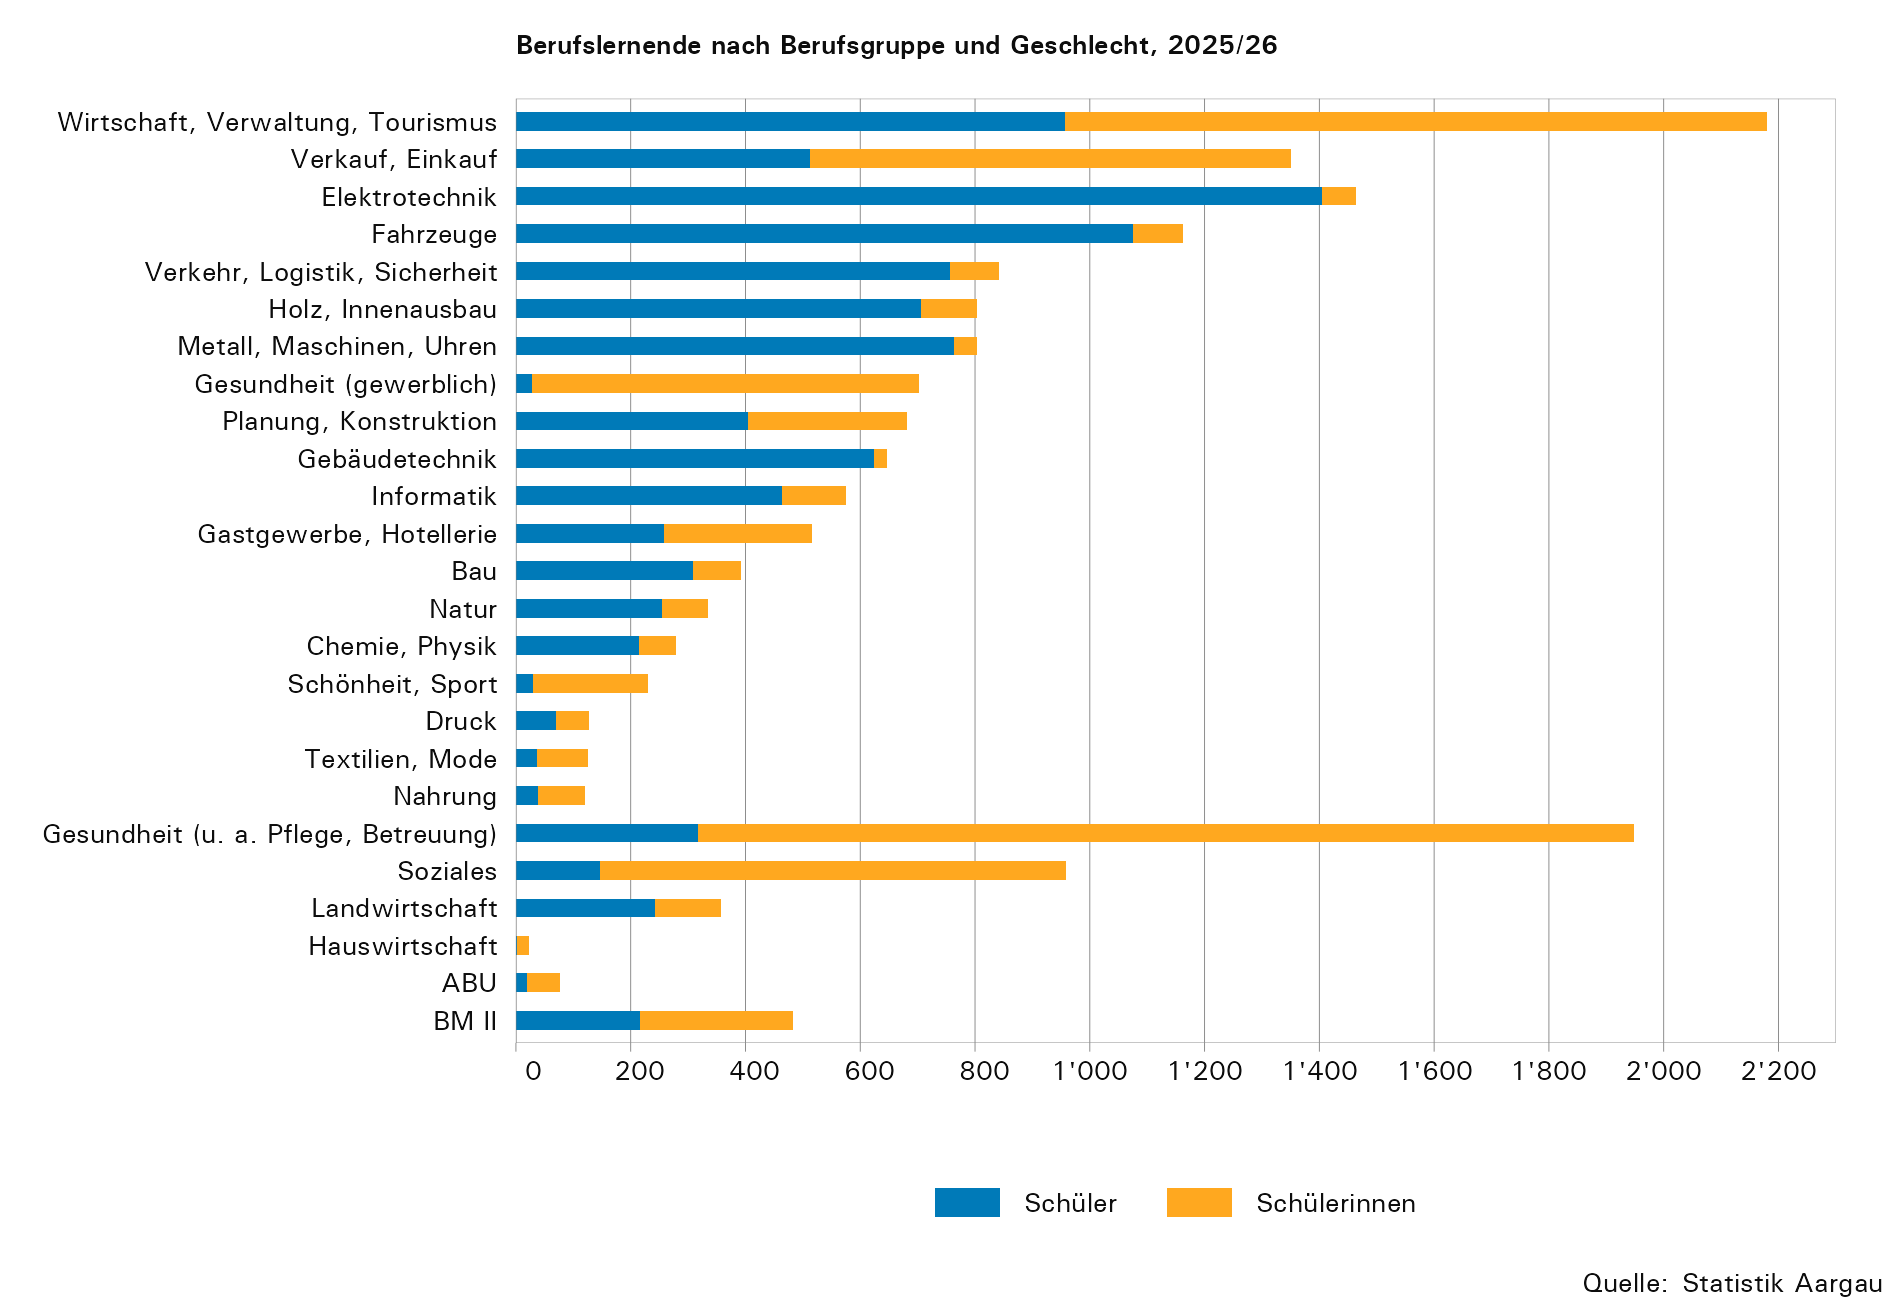 Berufslernende nach Berufsgruppe und Geschlecht, 2025/26
Wirtschaft, Verwaltung, Tourismus
Verkauf, Einkauf
Elektrotechnik
Fahrzeuge
Verkehr, Logistik, Sicherheit
Holz, Innenausbau
Metall, Maschinen, Uhren
Gesundheit (gewerblich)
Planung, Konstruktion
Gebäudetechnik
Informatik
Gastgewerbe, Hotellerie
Bau
Natur
Chemie, Physik
Schönheit, Sport
Druck
Textilien, Mode
Nahrung
Gesundheit (u. a. Pflege, Betreuung)
Soziales
Landwirtschaft
Hauswirtschaft
ABU
BM II
0 200 400 600 800 1'000 1'200 1'400 1'600 1'800 2'000 2'200
Schüler Schülerinnen
Quelle: Statistik Aargau